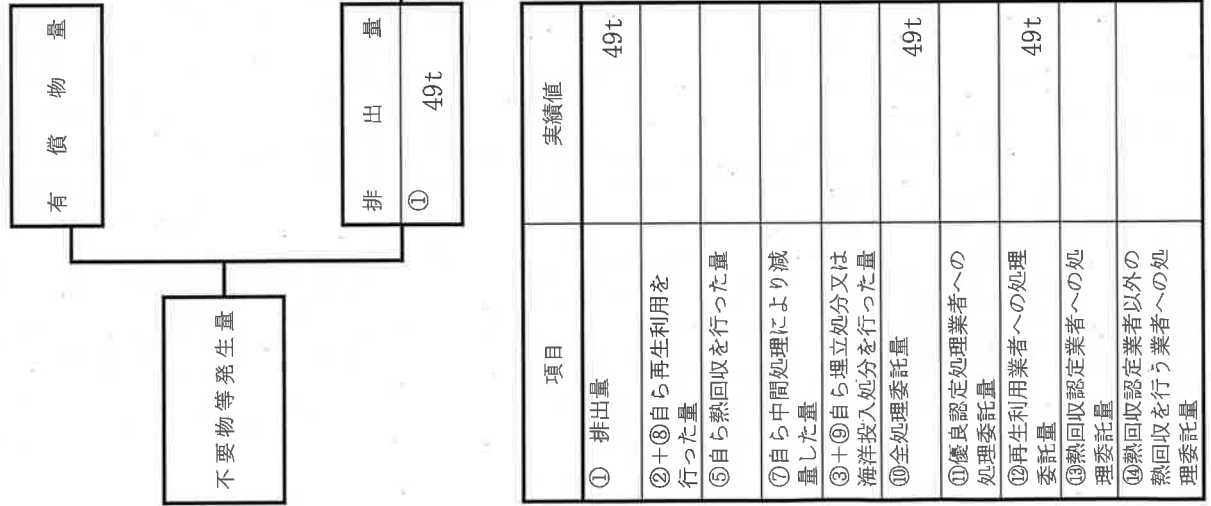 有償物量
不要物等発生量
排出量
① 49t
項目 実績値
① 排出量 49t
②+⑧自ら再生利用を
行った量
⑤自ら熱回収を行った量
⑦自ら中間処理により減
量した量
③+⑨自ら埋立処分又は
海洋投入処分を行った量
⑩全処理委託量 49t
⑪優良認定処理業者への
処理委託量
⑫再生利用業者への処理 49t
委託量
⑬熱回収認定業者への処
理委託量
⑭熱回収認定業者以外の
熱回収を行う業者への処
理委託量